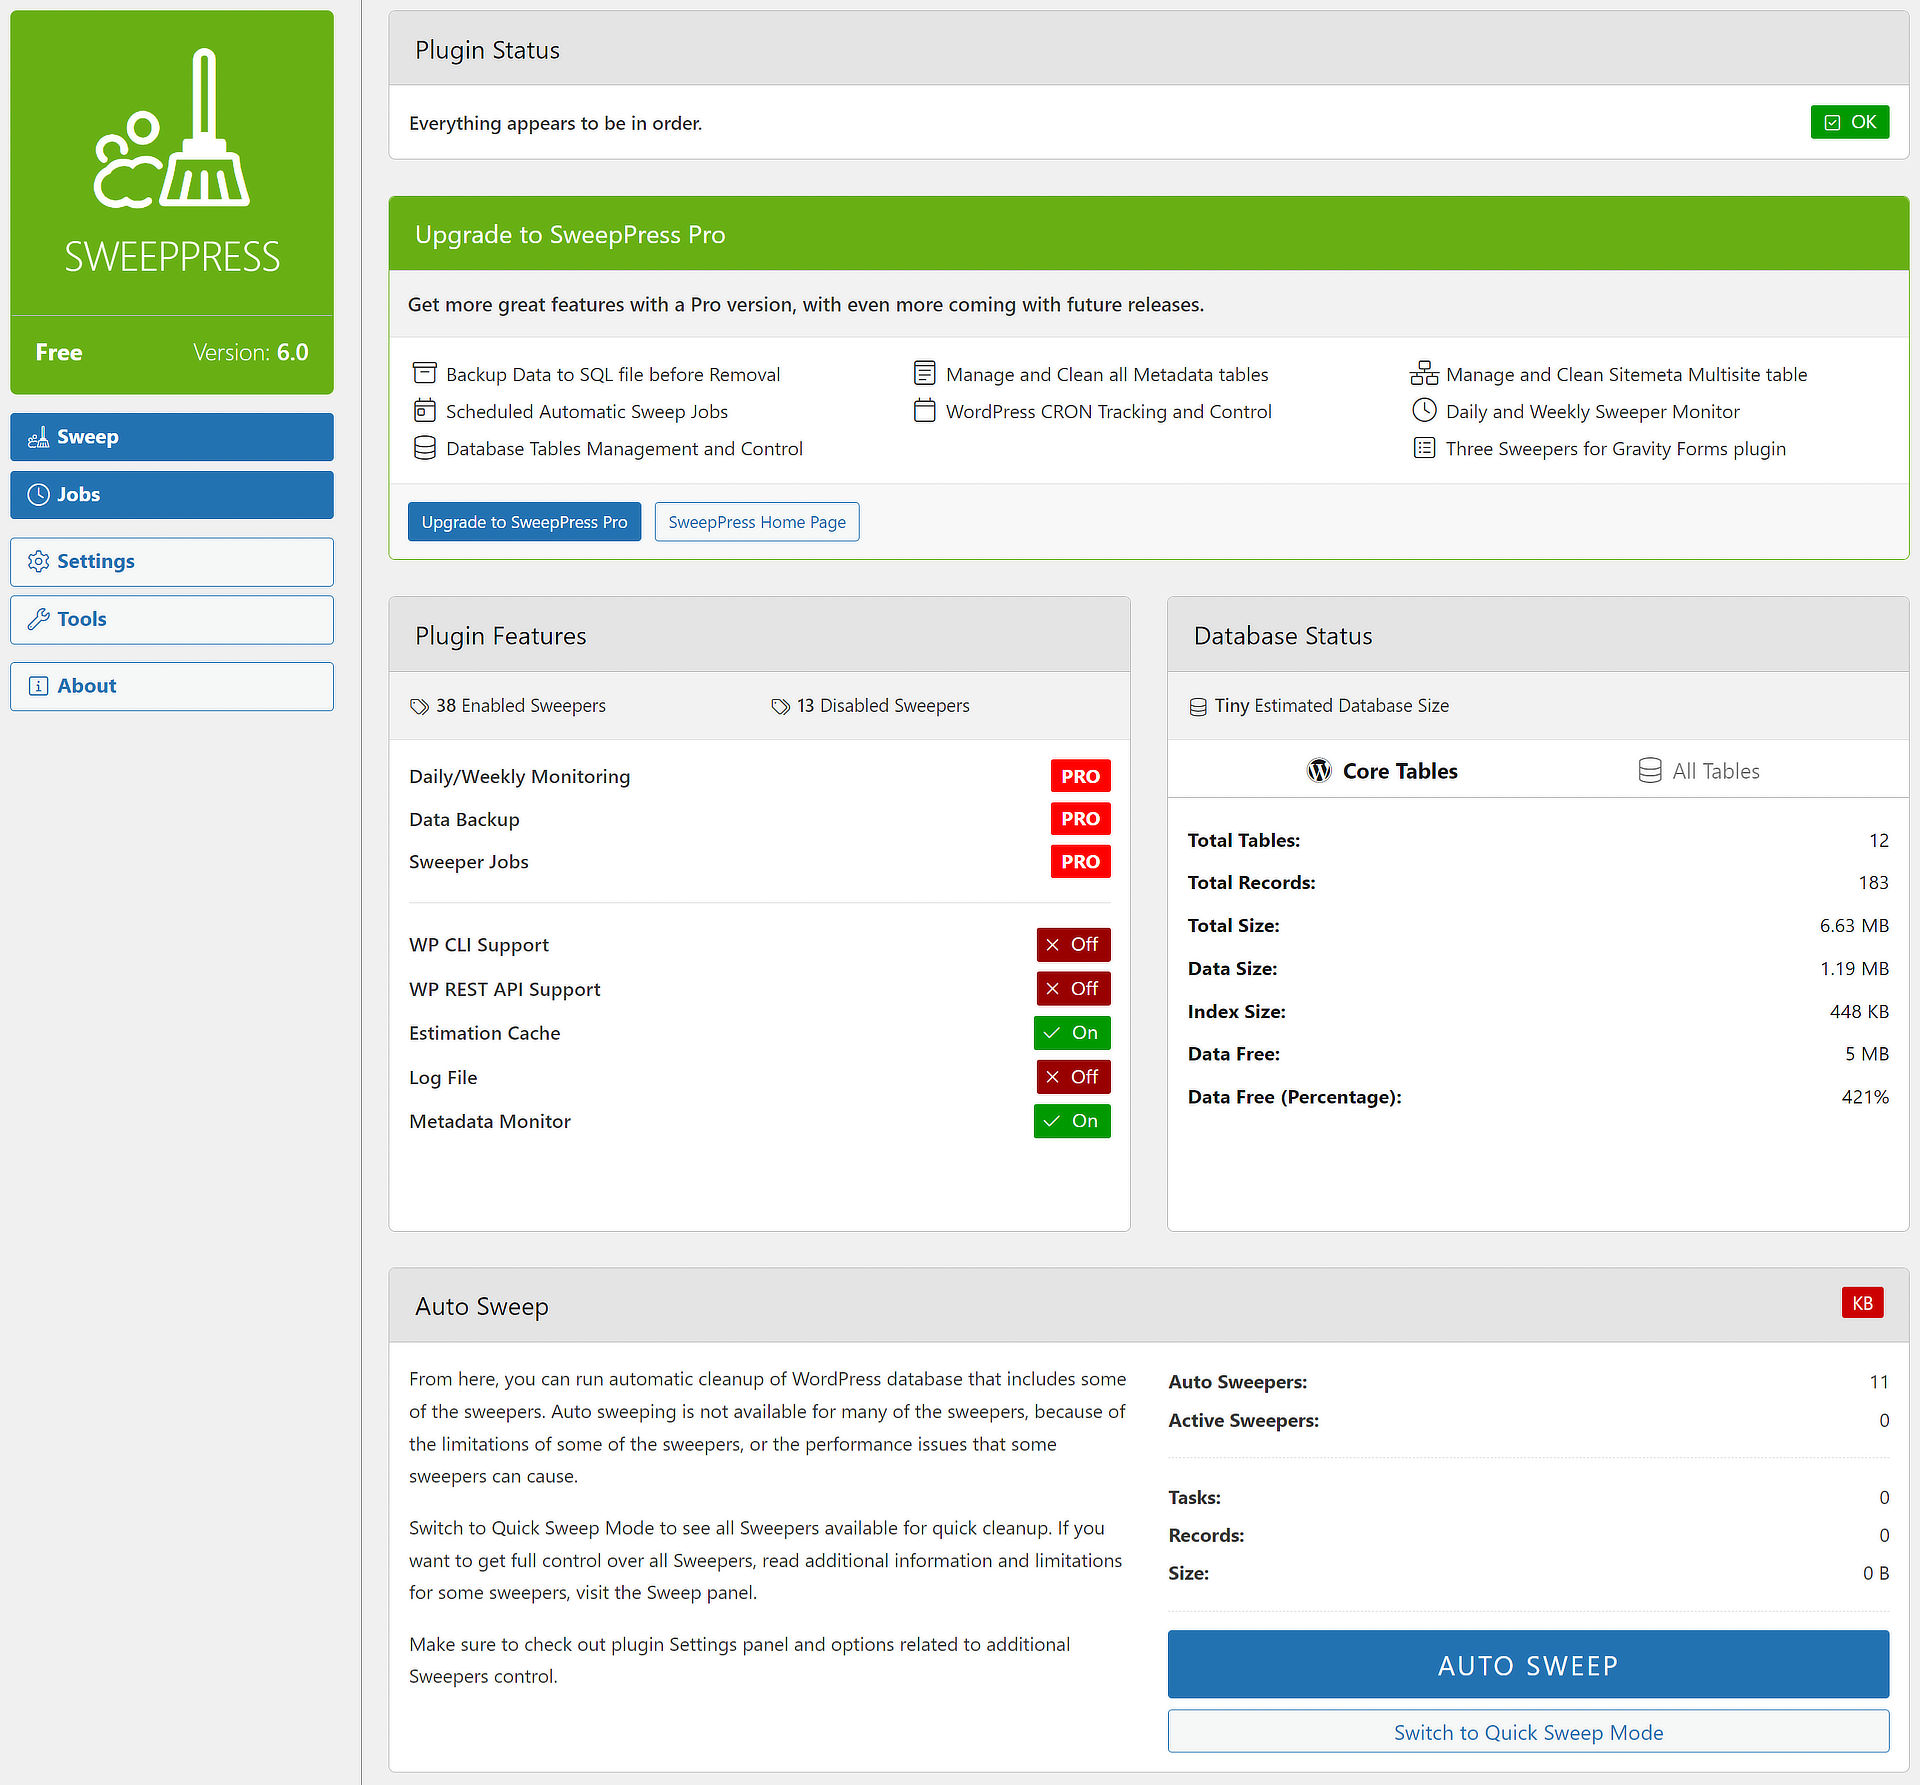 SWEEPPRESS
Free Version: 6.0
Sweep
Jobs
Settings
Tools
About
Plugin Status
Everything appears to be in order.
OK
Upgrade to SweepPress Pro
Get more great features with a Pro version, with even more coming with future releases.
Backup Data to SQL file before Removal
Scheduled Automatic Sweep Jobs
Database Tables Management and Control
Manage and Clean all Metadata tables
WordPress CRON Tracking and Control
Manage and Clean Sitemeta Multisite table
Daily and Weekly Sweeper Monitor
Three Sweepers for Gravity Forms plugin
Upgrade to SweepPress Pro
SweepPress Home Page
Plugin Features
38 Enabled Sweepers
13 Disabled Sweepers
Daily/Weekly Monitoring PRO
Data Backup PRO
Sweeper Jobs PRO
WP CLI Support Off
WP REST API Support Off
Estimation Cache On
Log File Off
Metadata Monitor On
Database Status
Tiny Estimated Database Size
Core Tables
All Tables
Total Tables: 12
Total Records: 183
Total Size: 6.63 MB
Data Size: 1.19 MB
Index Size: 448 KB
Data Free: 5 MB
Data Free (Percentage): 421%
Auto Sweep
KB
From here, you can run automatic cleanup of WordPress database that includes some
of the sweepers. Auto sweeping is not available for many of the sweepers, because of
the limitations of some of the sweepers, or the performance issues that some
sweepers can cause.
Switch to Quick Sweep Mode to see all Sweepers available for quick cleanup. If you
want to get full control over all Sweepers, read additional information and limitations
for some sweepers, visit the Sweep panel.
Make sure to check out plugin Settings panel and options related to additional
Sweepers control.
Auto Sweepers: 11
Active Sweepers: 0
Tasks: 0
Records: 0
Size: 0 B
AUTO SWEEP
Switch to Quick Sweep Mode